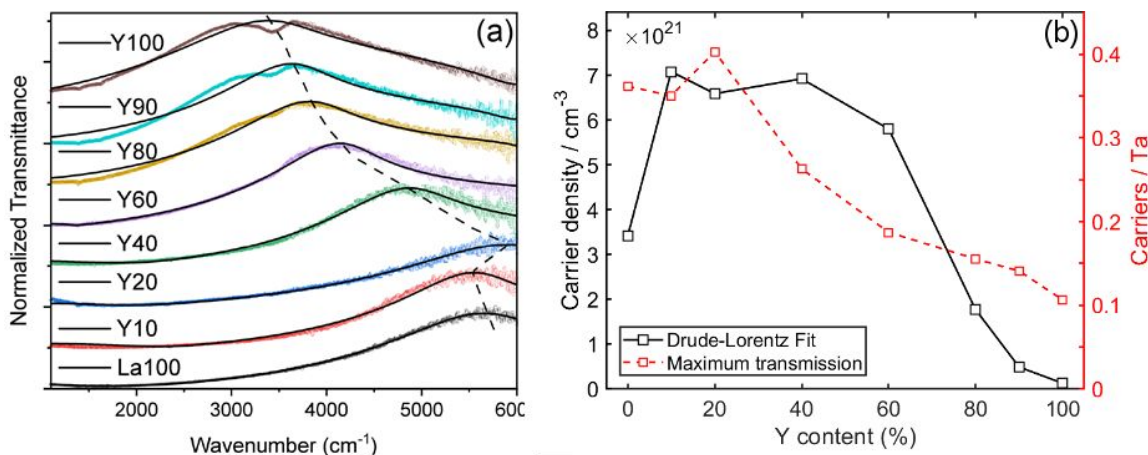 (a)
Y100
Y90
Y80
Y60
Y40
Y20
Y10
La100
Normalized Transmittance
2000 3000 4000 5000 600
Wavenumber (cm⁻¹)
(b)
×10²¹
8
7
6
5
4
3
2
1
0
Carrier density / cm⁻³
0.4
0.3
0.2
0.1
0
Carriers / Ta
Drude-Lorentz Fit
Maximum transmission
0 20 40 60 80 100
Y content (%)